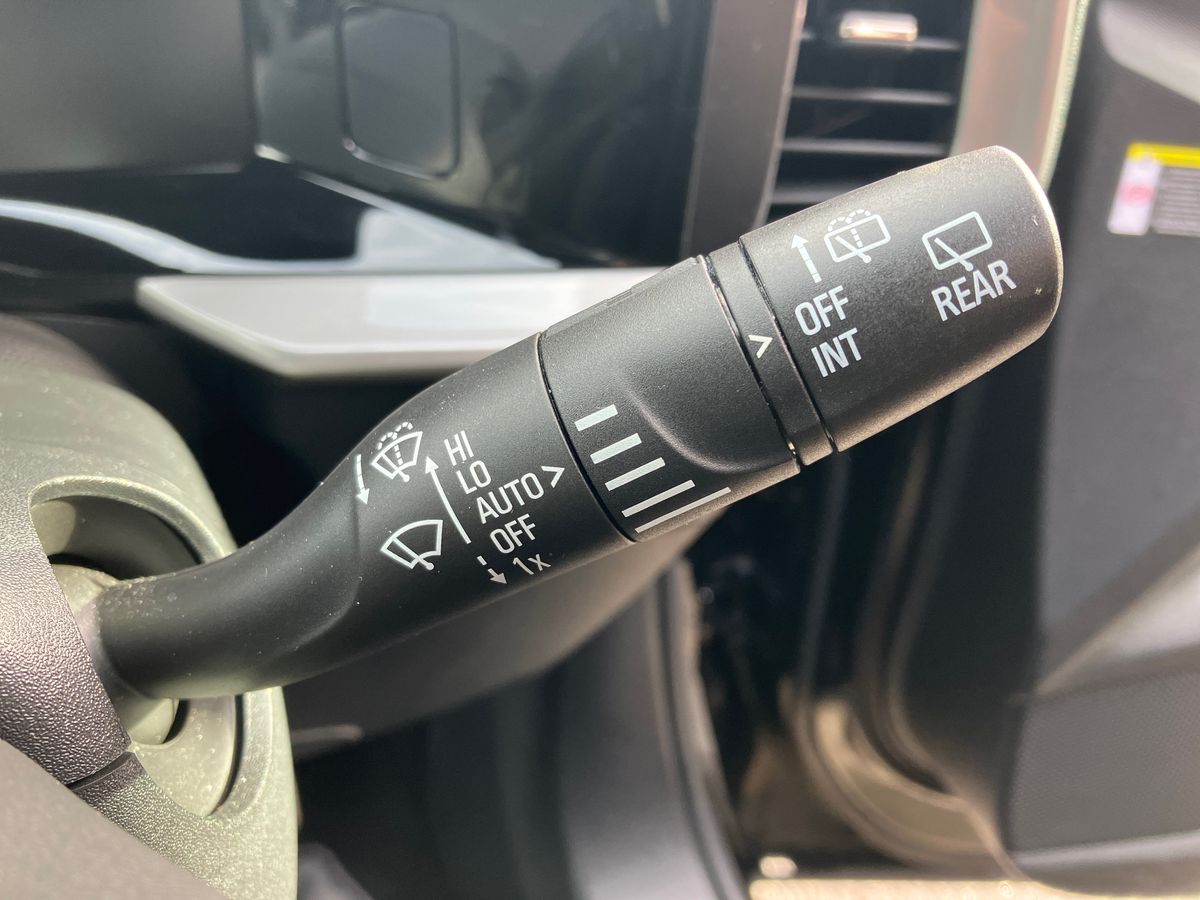 HI
LO
AUTO >
OFF
1x
>
OFF
INT
REAR